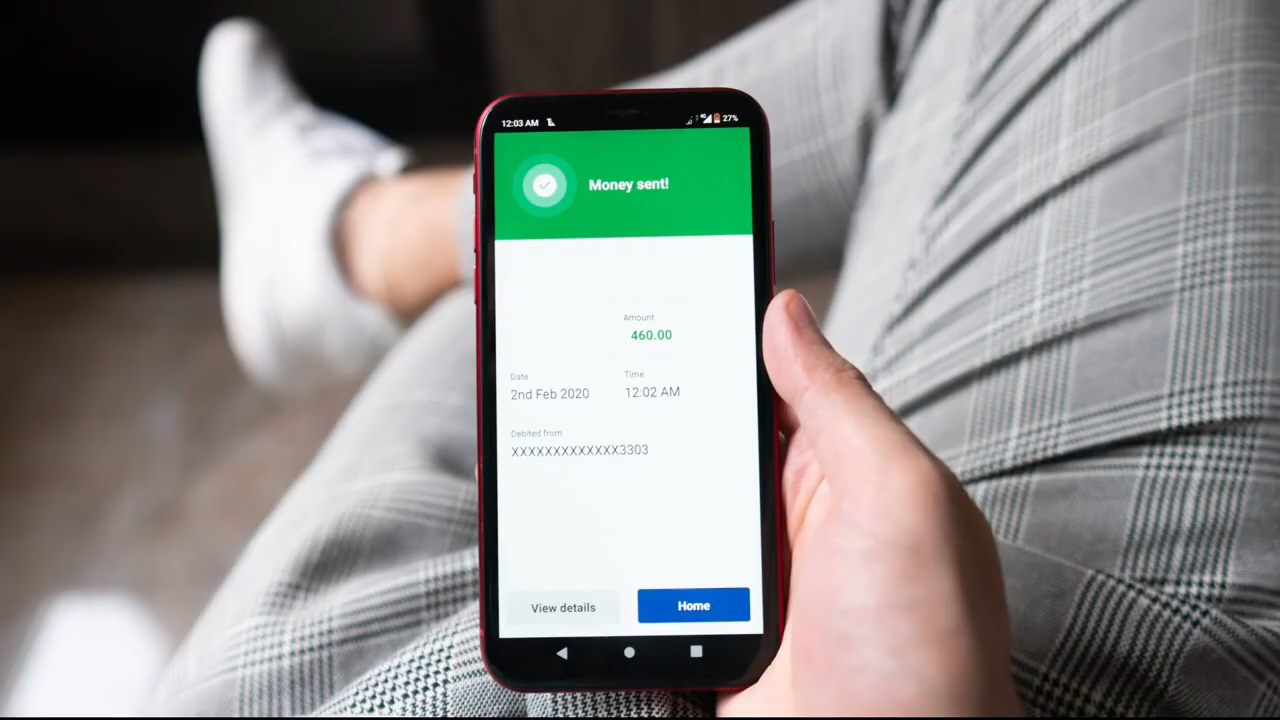 12:03 AM 27%
Money sent!
Amount
460.00
Date Time
2nd Feb 2020 12:02 AM
Debited from
XXXXXXXXXXXXX3303
View details Home